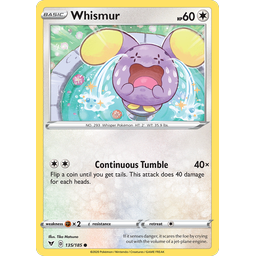 BASIC
Whismur
HP60
NO. 293 Whisper Pokémon HT: 2' WT: 35.9 lbs
Continuous Tumble 40×
Flip a coin until you get tails. This attack does 40 damage
for each heads.
weakness ×2 resistance retreat
If it senses danger, it scares the foe by crying
out with the volume of a jet-plane engine.
V
135/185
©2020 Pokémon / Nintendo / Creatures / GAME FREAK